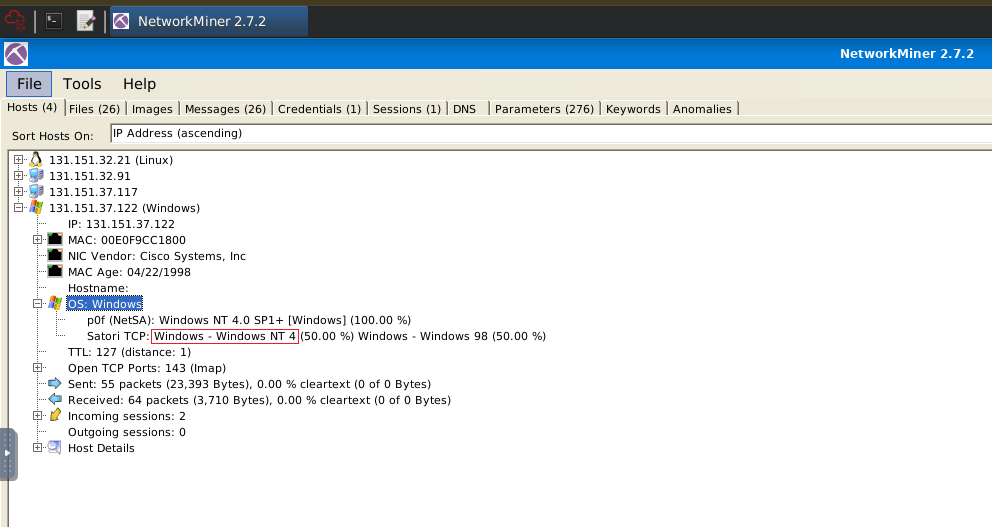 NetworkMiner 2.7.2
NetworkMiner 2.7.2
File Tools Help
Hosts (4) Files (26) Images Messages (26) Credentials (1) Sessions (1) DNS Parameters (276) Keywords Anomalies
Sort Hosts On: IP Address (ascending)
131.151.32.21 (Linux)
131.151.32.91
131.151.37.117
131.151.37.122 (Windows)
IP: 131.151.37.122
MAC: 00E0F9CC1800
NIC Vendor: Cisco Systems, Inc
MAC Age: 04/22/1998
Hostname:
OS: Windows
p0f (NetSA): Windows NT 4.0 SP1+ [Windows] (100.00 %)
Satori TCP: Windows - Windows NT 4 (50.00 %) Windows - Windows 98 (50.00 %)
TTL: 127 (distance: 1)
Open TCP Ports: 143 (Imap)
Sent: 55 packets (23,393 Bytes), 0.00 % cleartext (0 of 0 Bytes)
Received: 64 packets (3,710 Bytes), 0.00 % cleartext (0 of 0 Bytes)
Incoming sessions: 2
Outgoing sessions: 0
Host Details